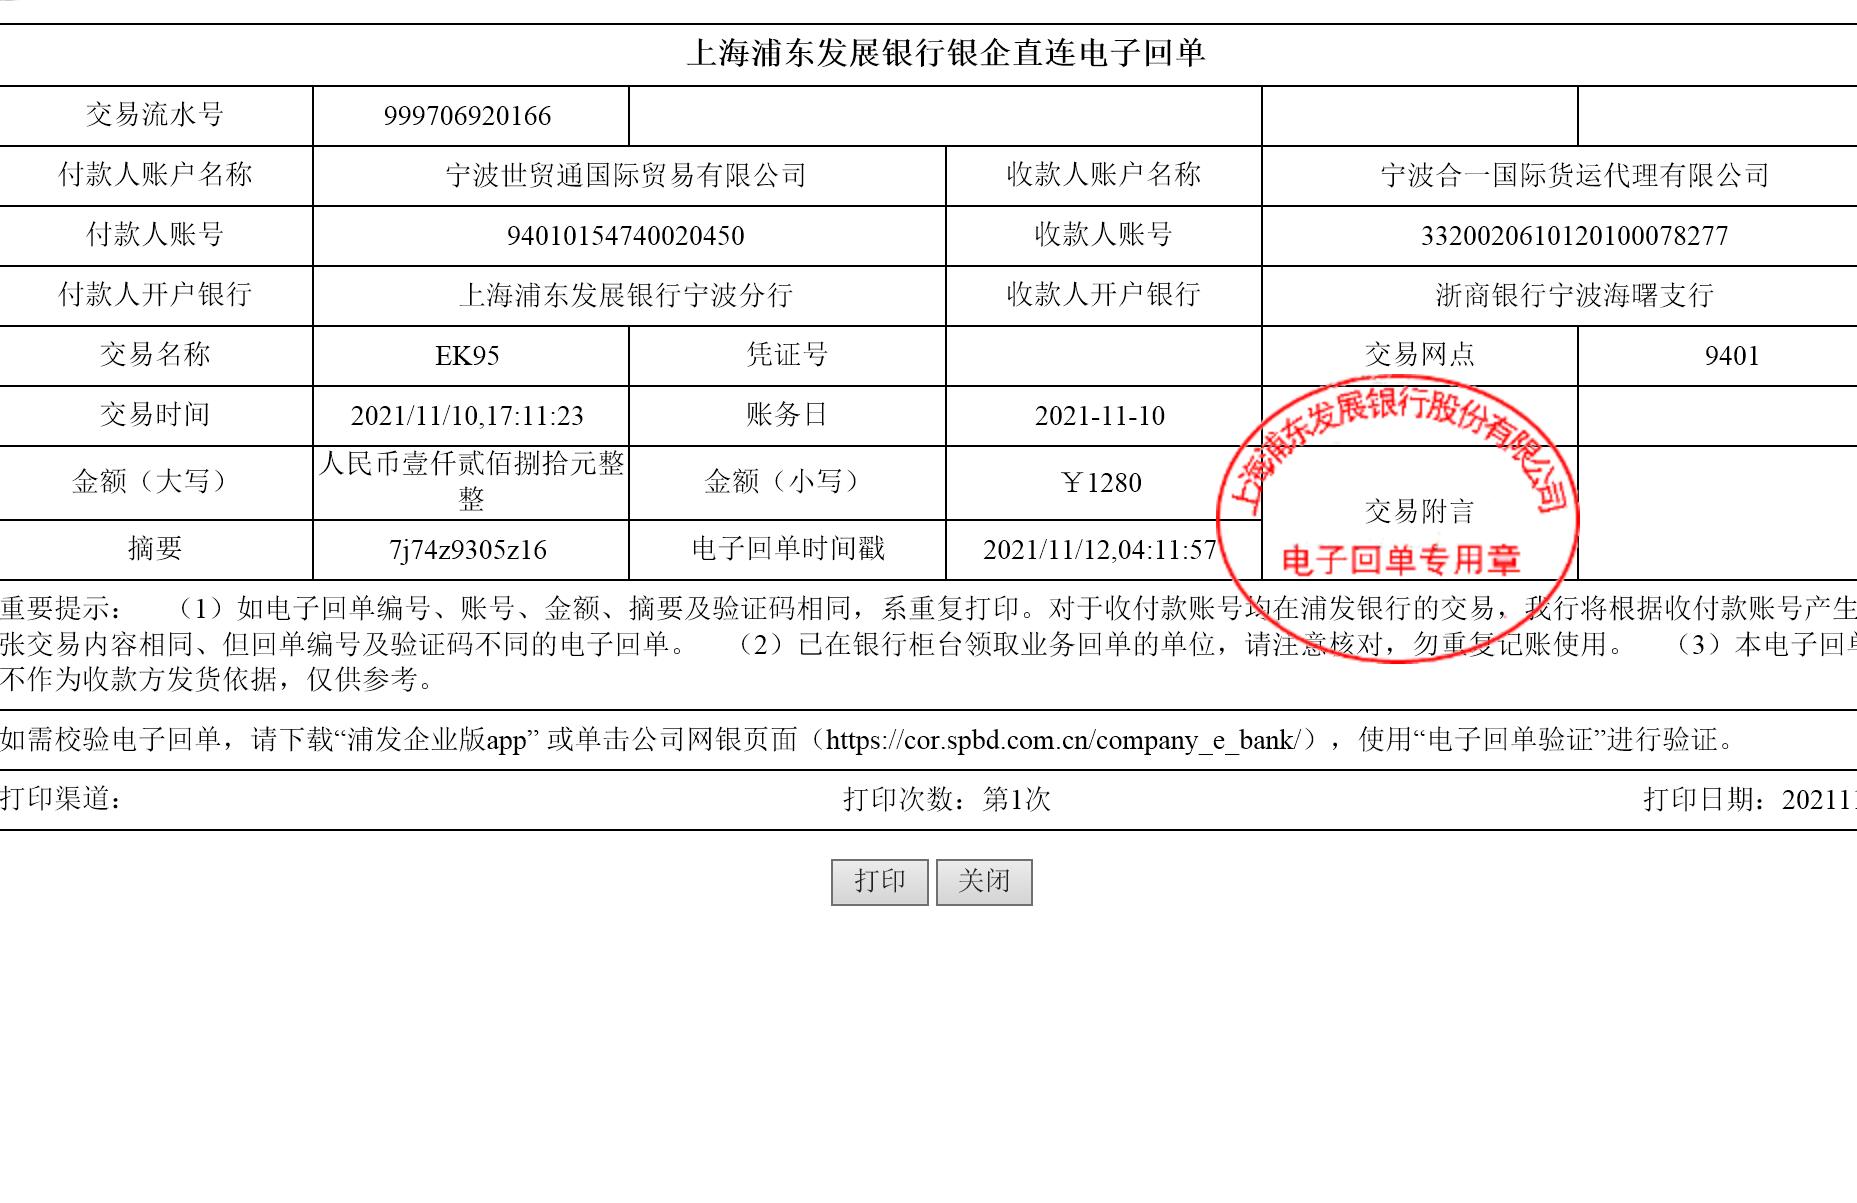 上海浦东发展银行银企直连电子回单
交易流水号 999706920166
付款人账户名称 宁波世贸通国际贸易有限公司 收款人账户名称 宁波合一国际货运代理有限公司
付款人账号 94010154740020450 收款人账号 3320020610120100078277
付款人开户银行 上海浦东发展银行宁波分行 收款人开户银行 浙商银行宁波海曙支行
交易名称 EK95 凭证号 交易网点 9401
交易时间 2021/11/10,17:11:23 账务日 2021-11-10
金额（大写） 人民币壹仟贰佰捌拾元整
整 金额（小写） ￥1280
交易附言
摘要 7j74z9305z16 电子回单时间戳 2021/11/12,04:11:57
上海浦东发展银行股份有限公司
电子回单专用章
重要提示： （1）如电子回单编号、账号、金额、摘要及验证码相同，系重复打印。对于收付款账号均在浦发银行的交易，我行将根据收付款账号产生
张交易内容相同、但回单编号及验证码不同的电子回单。 （2）已在银行柜台领取业务回单的单位，请注意核对，勿重复记账使用。 （3）本电子回单
不作为收款方发货依据，仅供参考。
如需校验电子回单，请下载“浦发企业版app” 或单击公司网银页面（https://cor.spbd.com.cn/company_e_bank/），使用“电子回单验证”进行验证。
打印渠道： 打印次数：第1次 打印日期：202111
打印 关闭